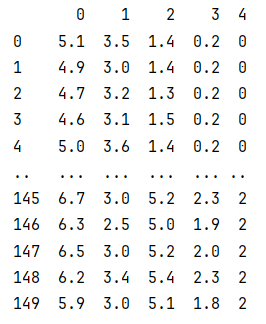 0 1 2 3 4
0 5.1 3.5 1.4 0.2 0
1 4.9 3.0 1.4 0.2 0
2 4.7 3.2 1.3 0.2 0
3 4.6 3.1 1.5 0.2 0
4 5.0 3.6 1.4 0.2 0
.. ... ... ... ... ..
145 6.7 3.0 5.2 2.3 2
146 6.3 2.5 5.0 1.9 2
147 6.5 3.0 5.2 2.0 2
148 6.2 3.4 5.4 2.3 2
149 5.9 3.0 5.1 1.8 2